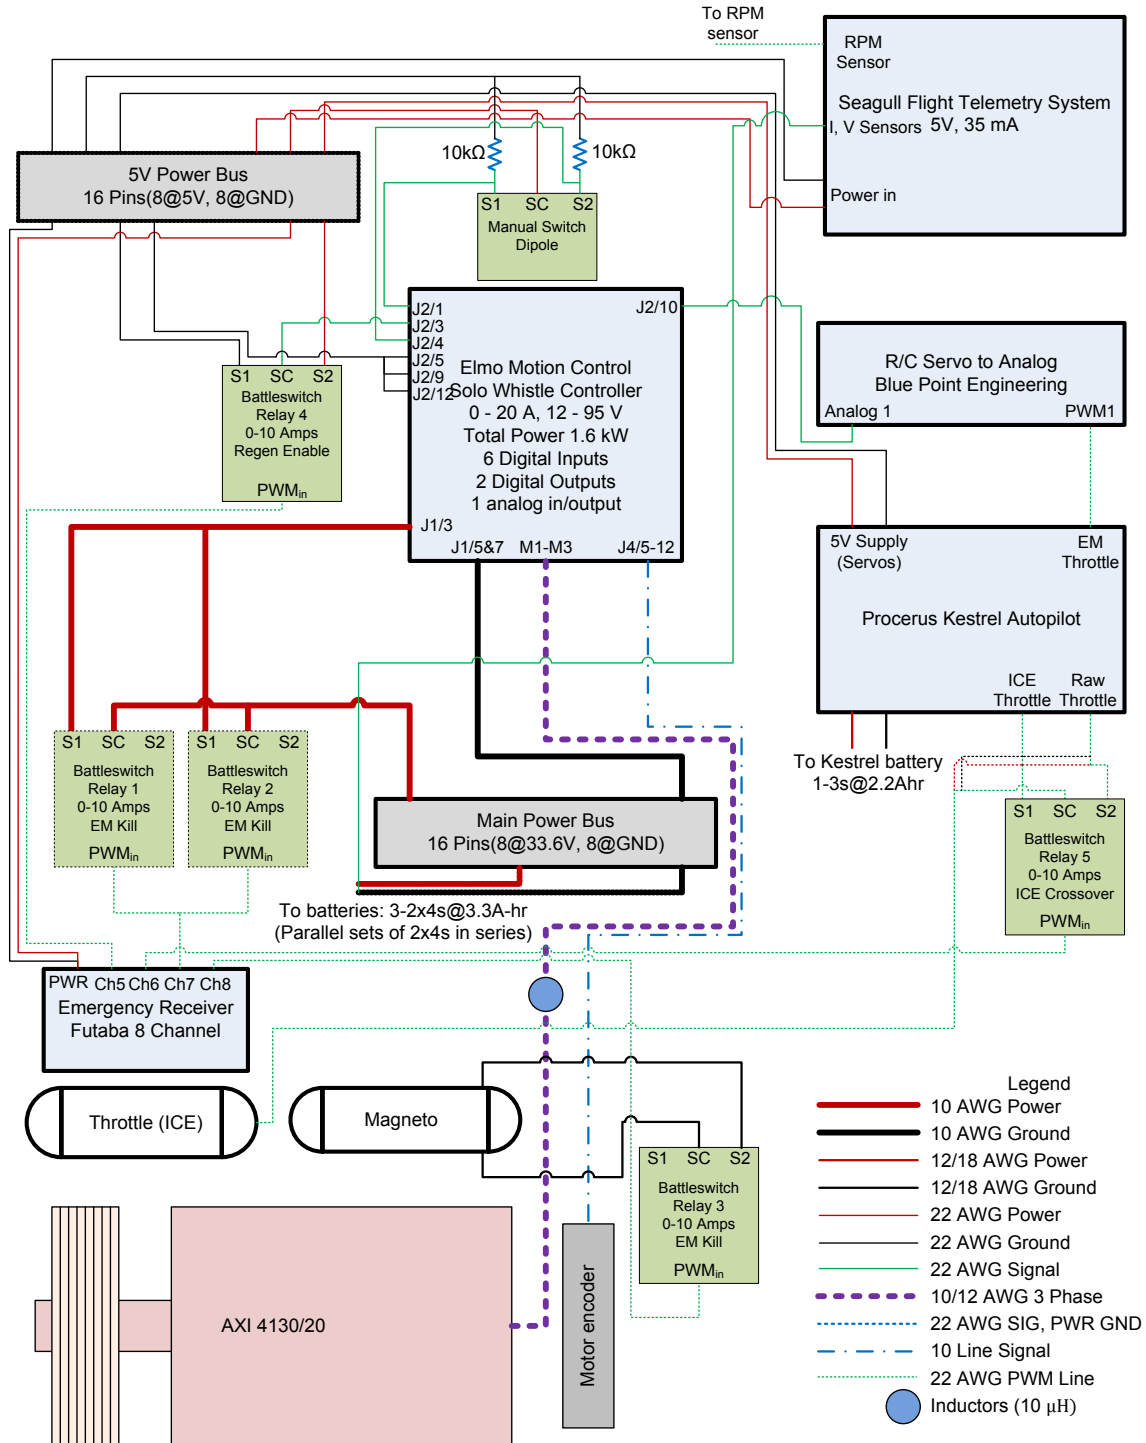 To RPM
sensor
RPM
Sensor
Seagull Flight Telemetry System
I, V Sensors 5V, 35 mA
Power in
10kΩ
10kΩ
5V Power Bus
16 Pins(8@5V, 8@GND)
S1 SC S2
Manual Switch
Dipole
J2/1
J2/3
J2/4
J2/5
J2/9
J2/12
J2/10
Elmo Motion Control
Solo Whistle Controller
0 - 20 A, 12 - 95 V
Total Power 1.6 kW
6 Digital Inputs
2 Digital Outputs
1 analog in/output
J1/3
J1/5&7 M1-M3 J4/5-12
R/C Servo to Analog
Blue Point Engineering
Analog 1 PWM1
S1 SC S2
Battleswitch
Relay 4
0-10 Amps
Regen Enable
PWMin
5V Supply
(Servos)
EM
Throttle
Procerus Kestrel Autopilot
ICE
Throttle
Raw
Throttle
To Kestrel battery
1-3s@2.2Ahr
S1 SC S2
Battleswitch
Relay 1
0-10 Amps
EM Kill
PWMin
S1 SC S2
Battleswitch
Relay 2
0-10 Amps
EM Kill
PWMin
Main Power Bus
16 Pins(8@33.6V, 8@GND)
To batteries: 3-2x4s@3.3A-hr
(Parallel sets of 2x4s in series)
S1 SC S2
Battleswitch
Relay 5
0-10 Amps
ICE Crossover
PWMin
PWR Ch5 Ch6 Ch7 Ch8
Emergency Receiver
Futaba 8 Channel
Throttle (ICE)
Magneto
S1 SC S2
Battleswitch
Relay 3
0-10 Amps
EM Kill
PWMin
AXI 4130/20
Motor encoder
Legend
10 AWG Power
10 AWG Ground
12/18 AWG Power
12/18 AWG Ground
22 AWG Power
22 AWG Ground
22 AWG Signal
10/12 AWG 3 Phase
22 AWG SIG, PWR GND
10 Line Signal
22 AWG PWM Line
Inductors (10 µH)